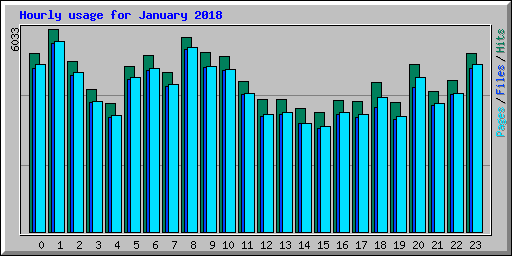 Hourly usage for January 2018
6033
Pages/Files/Hits
0 1 2 3 4 5 6 7 8 9 10 11 12 13 14 15 16 17 18 19 20 21 22 23